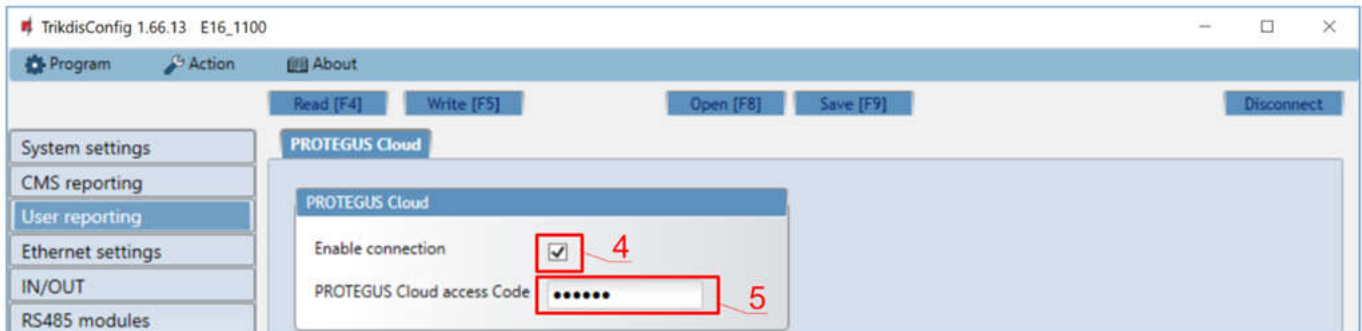 TrikdisConfig 1.66.13 E16_1100
Program Action About
Read [F4] Write [F5] Open [F8] Save [F9] Disconnect
System settings
CMS reporting
User reporting
Ethernet settings
IN/OUT
RS485 modules
PROTEGUS Cloud
PROTEGUS Cloud
Enable connection
4
PROTEGUS Cloud access Code ●●●●●●
5